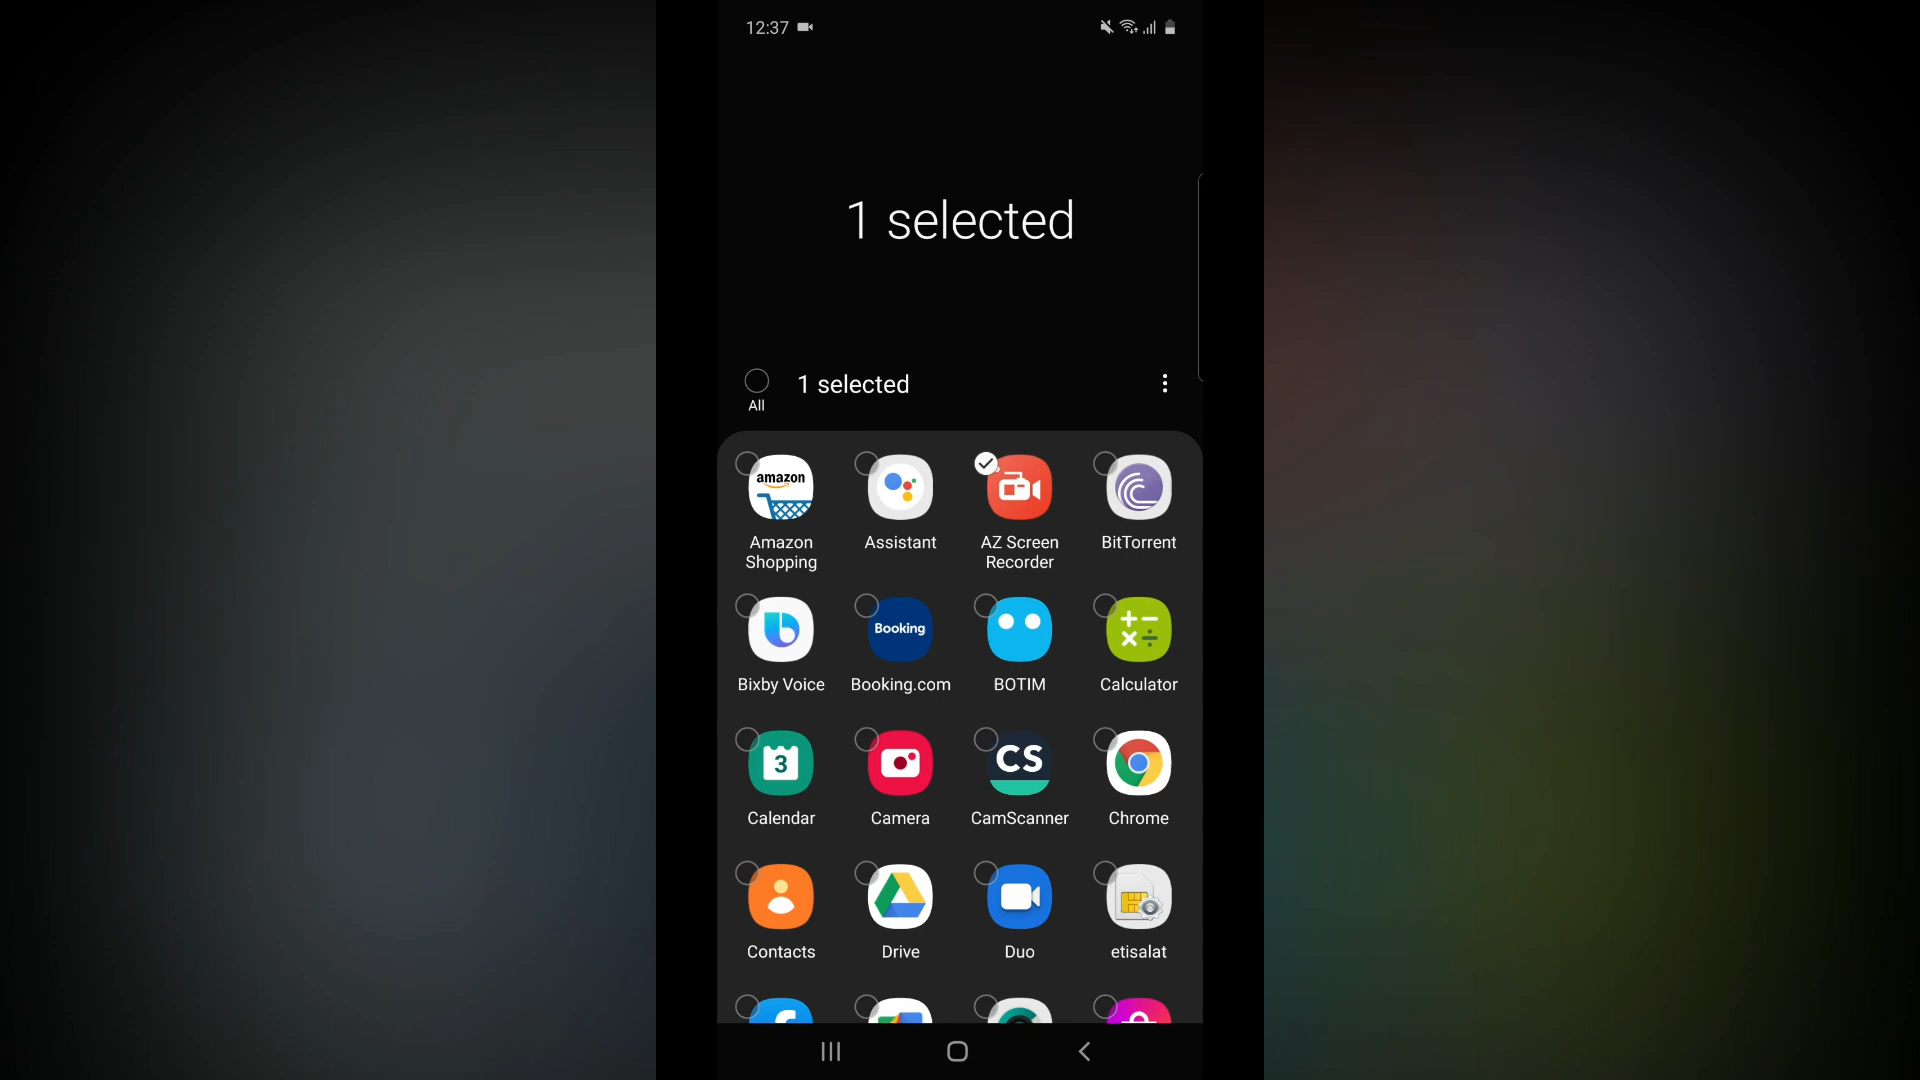 12:37
1 selected
All
1 selected
amazon
Amazon Shopping
Assistant
AZ Screen Recorder
BitTorrent
Booking
Bixby Voice
Booking.com
BOTIM
Calculator
3
CS
Calendar
Camera
CamScanner
Chrome
Contacts
Drive
Duo
etisalat